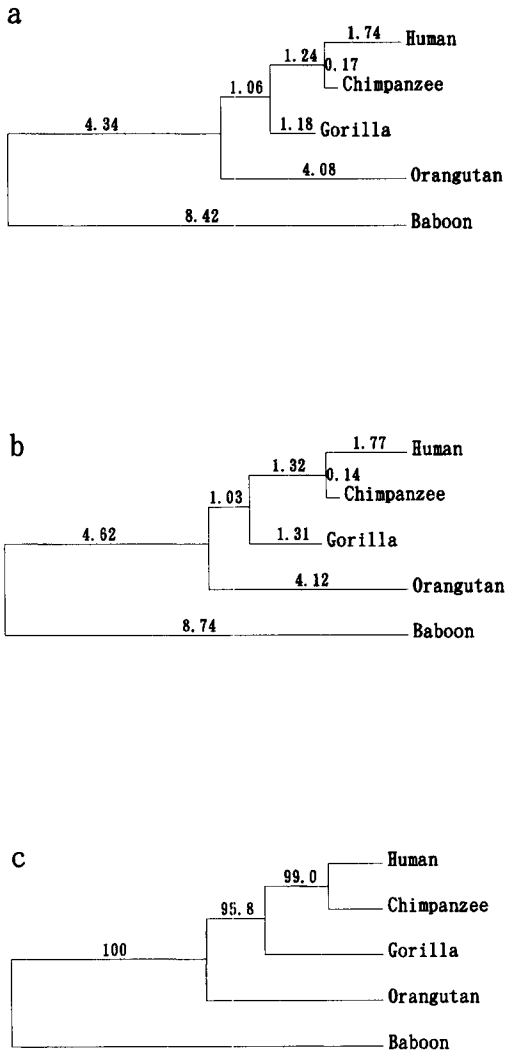 a
1.74
Human
1.24
0.17
Chimpanzee
1.06
1.18
Gorilla
4.34
4.08
Orangutan
8.42
Baboon
b
1.77
Human
1.32
0.14
Chimpanzee
1.03
1.31
Gorilla
4.62
4.12
Orangutan
8.74
Baboon
c
Human
99.0
Chimpanzee
95.8
Gorilla
100
Orangutan
Baboon